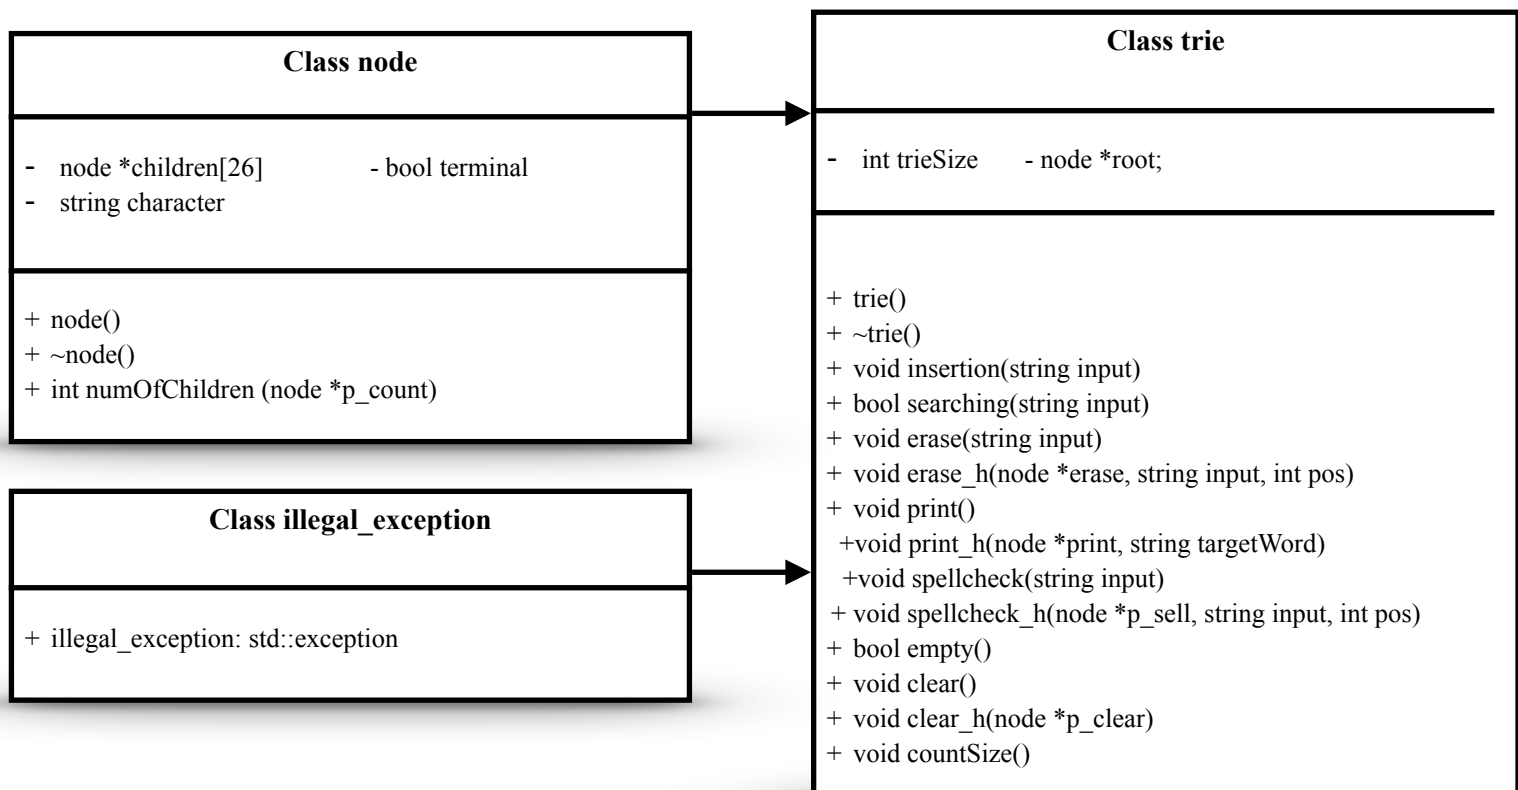 Class node
- node *children[26] - bool terminal
- string character
+ node()
+ ~node()
+ int numOfChildren (node *p_count)
Class illegal_exception
+ illegal_exception: std::exception
Class trie
- int trieSize - node *root;
+ trie()
+ ~trie()
+ void insertion(string input)
+ bool searching(string input)
+ void erase(string input)
+ void erase_h(node *erase, string input, int pos)
+ void print()
+void print_h(node *print, string targetWord)
+void spellcheck(string input)
+ void spellcheck_h(node *p_sell, string input, int pos)
+ bool empty()
+ void clear()
+ void clear_h(node *p_clear)
+ void countSize()